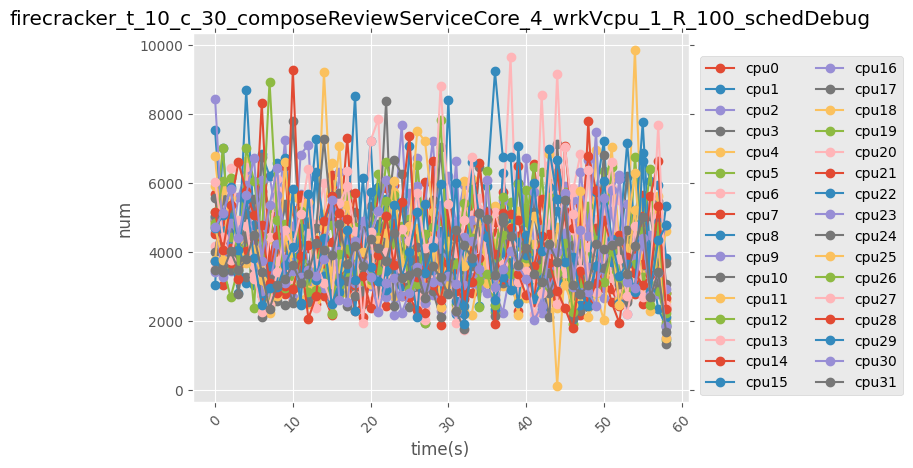 firecracker_t_10_c_30_composeReviewServiceCore_4_wrkVcpu_1_R_100_schedDebug
10000
8000
6000
4000
2000
0
num
0 10 20 30 40 50 60
time(s)
cpu0 cpu16
cpu1 cpu17
cpu2 cpu18
cpu3 cpu19
cpu4 cpu20
cpu5 cpu21
cpu6 cpu22
cpu7 cpu23
cpu8 cpu24
cpu9 cpu25
cpu10 cpu26
cpu11 cpu27
cpu12 cpu28
cpu13 cpu29
cpu14 cpu30
cpu15 cpu31